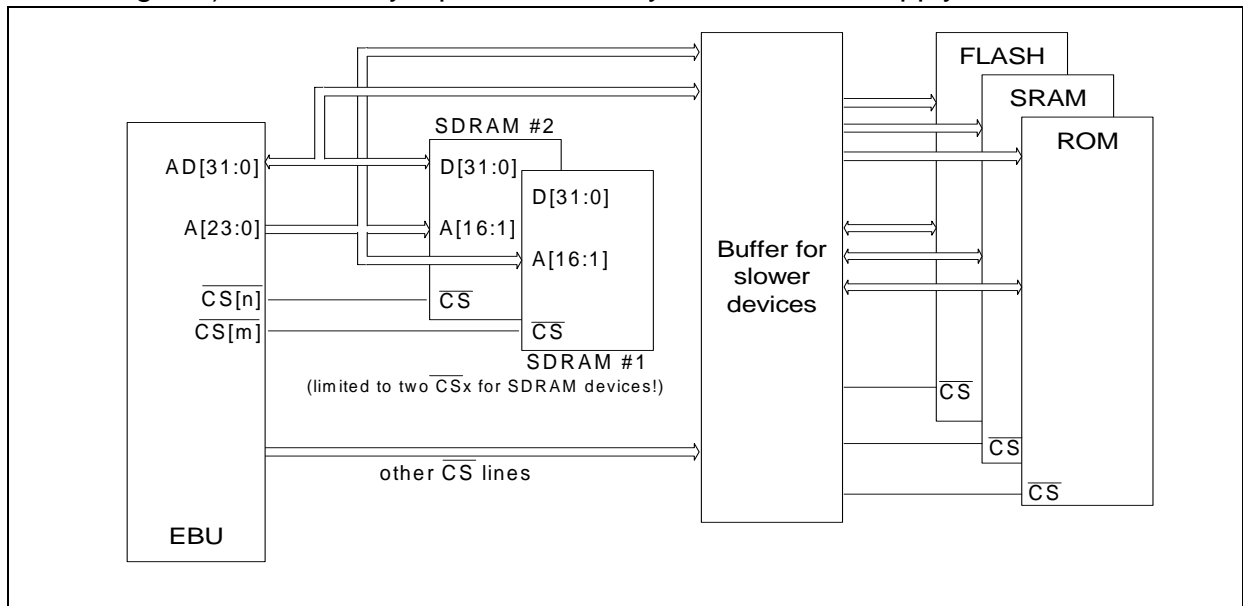 FLASH
SRAM
ROM
SDRAM #2
AD[31:0]
D[31:0]
D[31:0]
A[23:0]
A[16:1]
A[16:1]
Buffer for
slower
devices
CS[n]
CS
CS[m]
CS
SDRAM #1
(limited to two CSx for SDRAM devices!)
CS
CS
other CS lines
CS
EBU